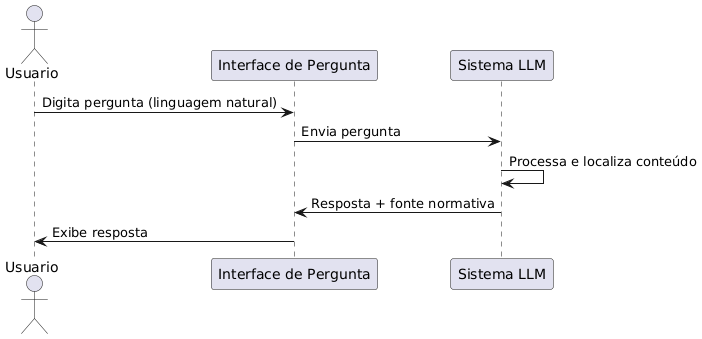 Usuario
Interface de Pergunta
Sistema LLM
Digita pergunta (linguagem natural)
Envia pergunta
Processa e localiza conteúdo
Resposta + fonte normativa
Exibe resposta
Usuario
Interface de Pergunta
Sistema LLM